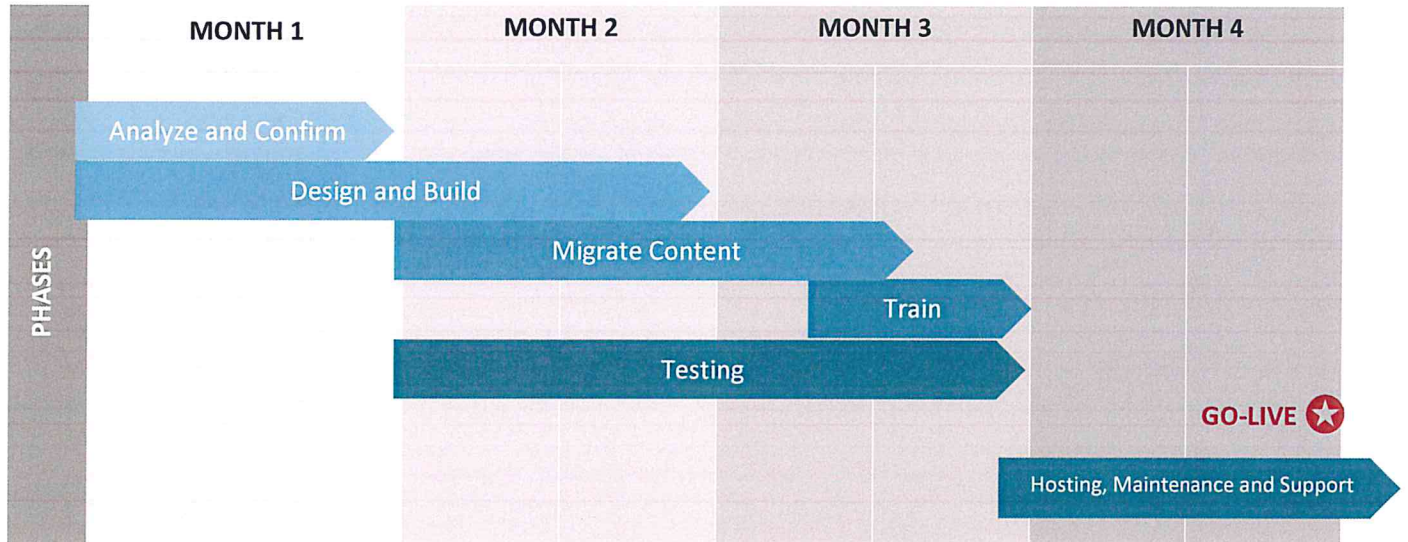 MONTH 1
MONTH 2
MONTH 3
MONTH 4
PHASES
Analyze and Confirm
Design and Build
Migrate Content
Train
Testing
GO-LIVE
Hosting, Maintenance and Support